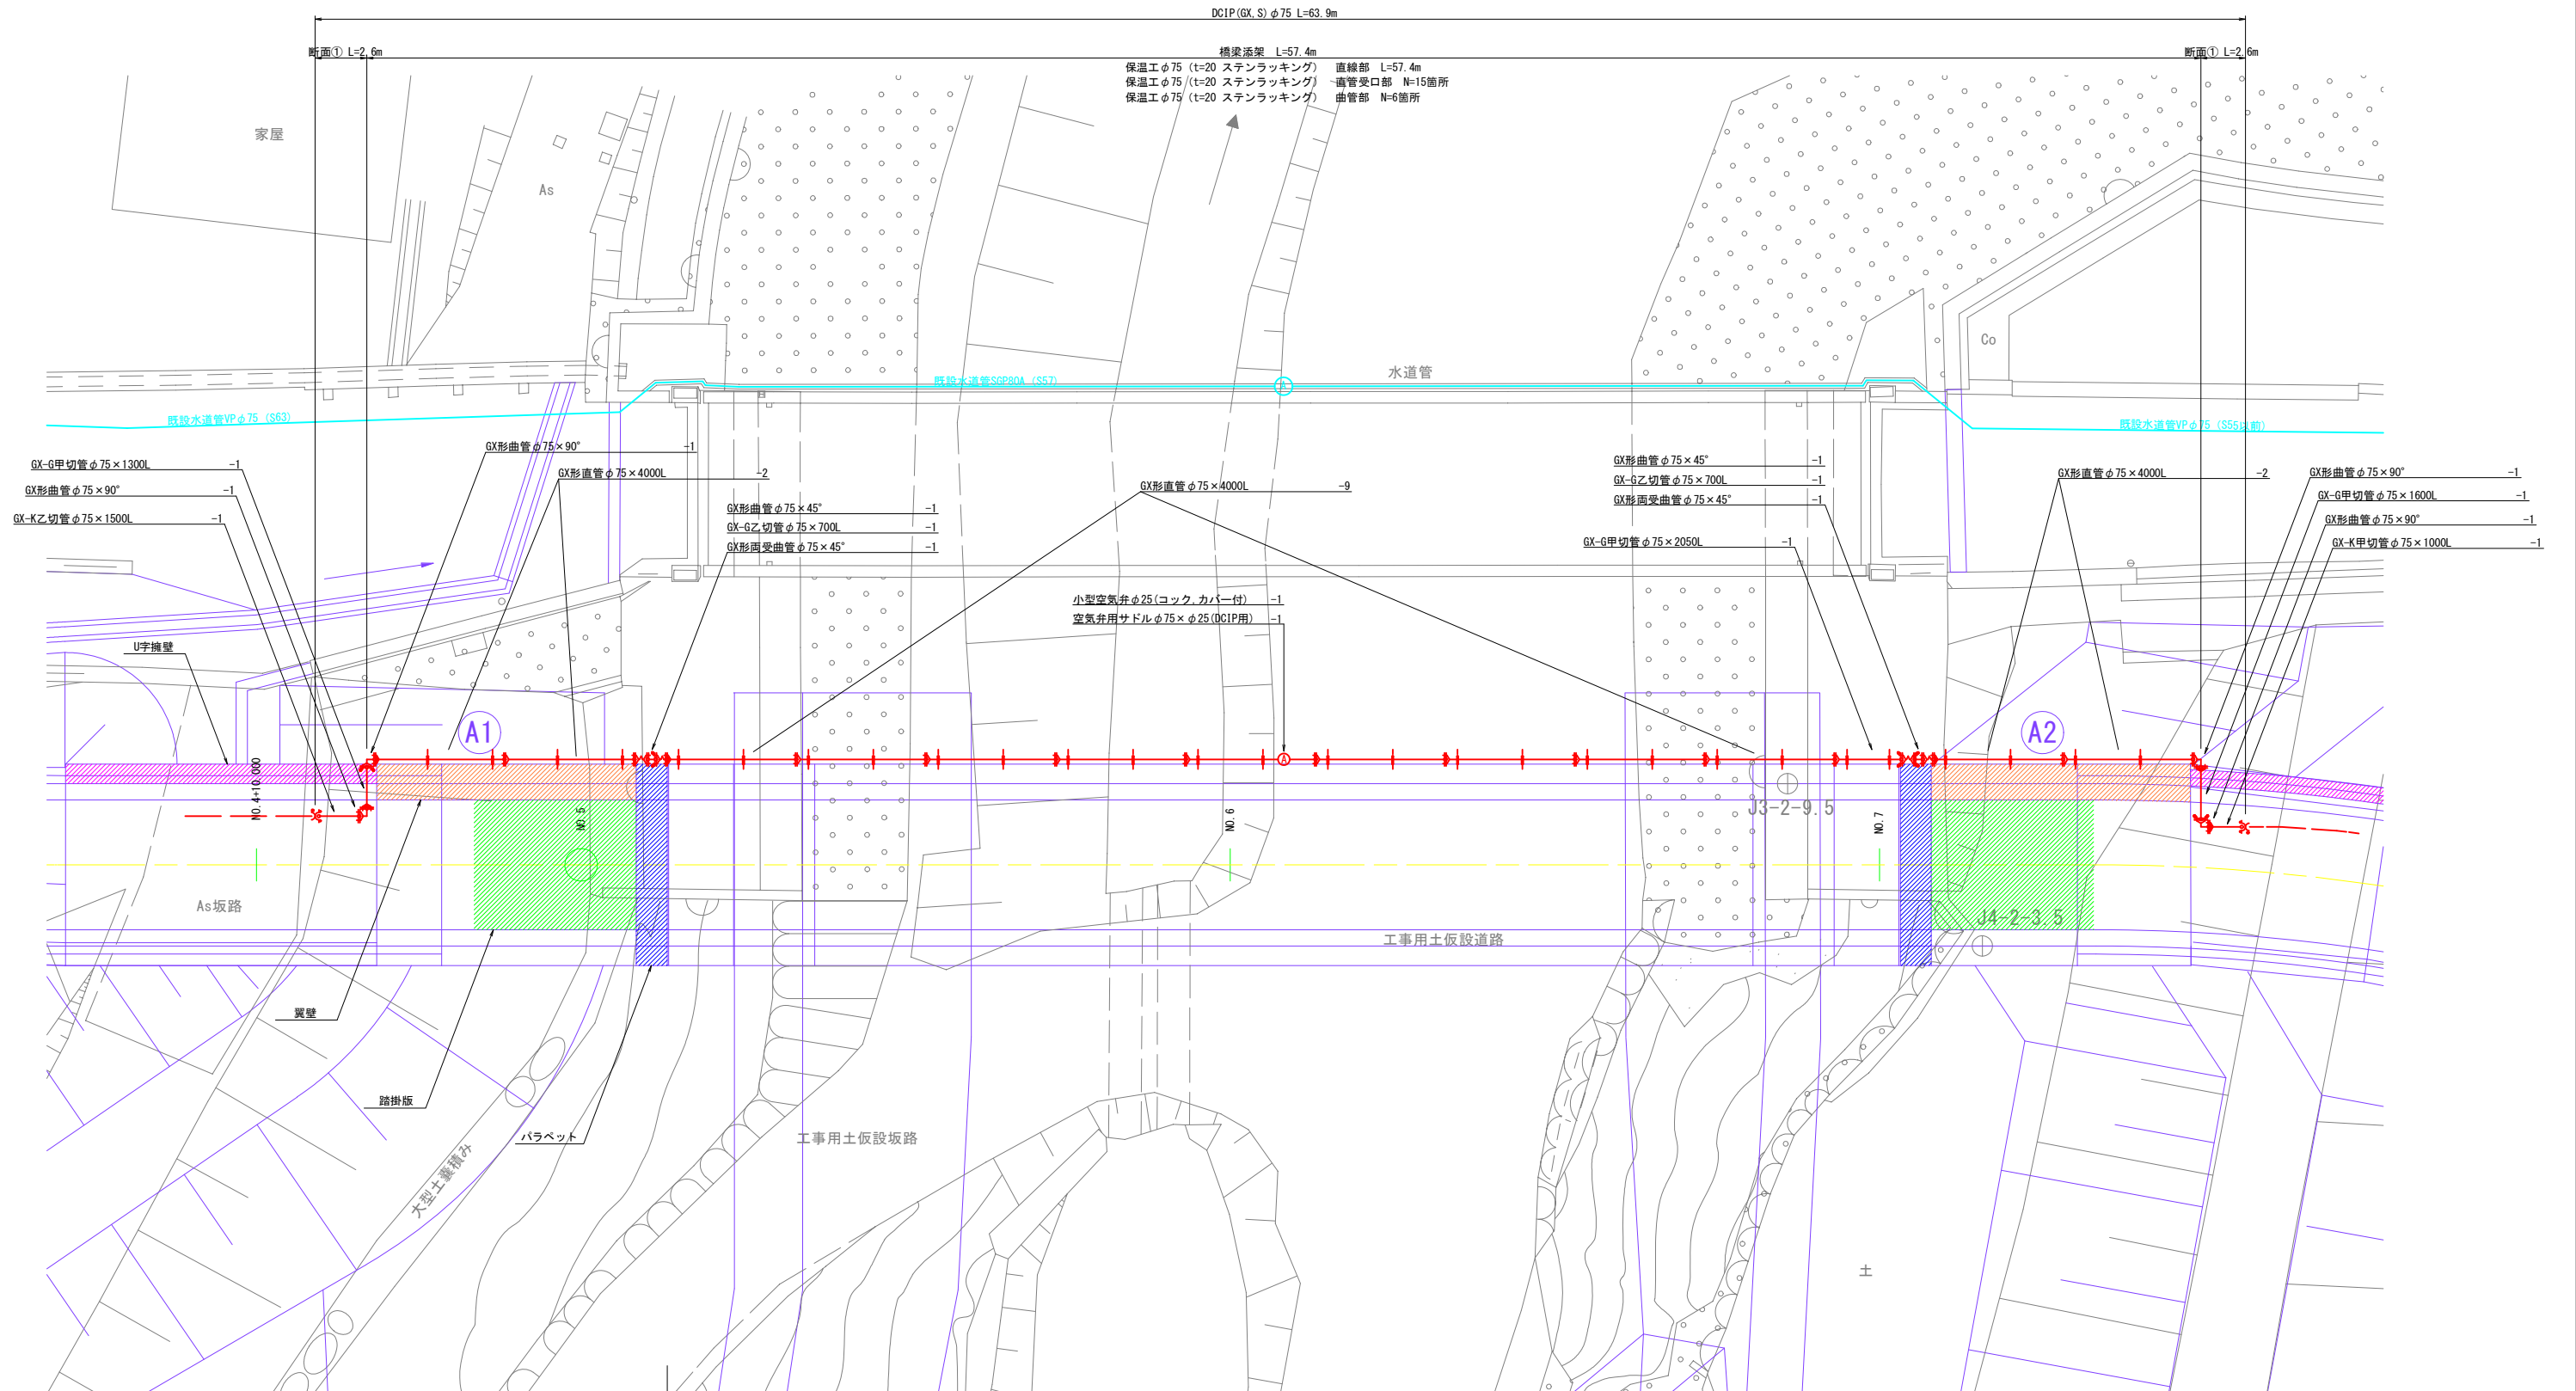 DCIP(GX,S)φ75 L=63.9m
断面① L=2.6m
橋梁添架 L=57.4m
断面① L=2.6m
保温工φ75（t=20 ステンラッキング） 直線部 L=57.4m
保温工φ75（t=20 ステンラッキング） 直管受口部 N=15箇所
保温工φ75（t=20 ステンラッキング） 曲管部 N=6箇所
家屋
As
Co
水道管
既設水道管SGP80A（S57）
A
既設水道管VPφ75（S63）
既設水道管VPφ75（S55以前）
GX形曲管φ75×90° -1
GX-G甲切管φ75×1300L -1
GX形曲管φ75×90° -1
GX-K乙切管φ75×1500L -1
GX形直管φ75×4000L -2
GX形曲管φ75×45° -1
GX-G乙切管φ75×700L -1
GX形両受曲管φ75×45° -1
GX形直管φ75×4000L -9
GX形曲管φ75×45° -1
GX-G乙切管φ75×700L -1
GX形両受曲管φ75×45° -1
GX-G甲切管φ75×2050L -1
GX形直管φ75×4000L -2
GX形曲管φ75×90° -1
GX-G甲切管φ75×1600L -1
GX形曲管φ75×90° -1
GX-K甲切管φ75×1000L -1
小型空気弁φ25(コック,カバー付) -1
空気弁用サドルφ75×φ25(DCIP用) -1
U字擁壁
A1
A2
A
NO.4+10.000
NO.5
NO.6
NO.7
J3-2-9.5
J4-2-3.5
As坂路
工事用土仮設道路
翼壁
踏掛版
パラペット
工事用土仮設坂路
大型土嚢積み
土